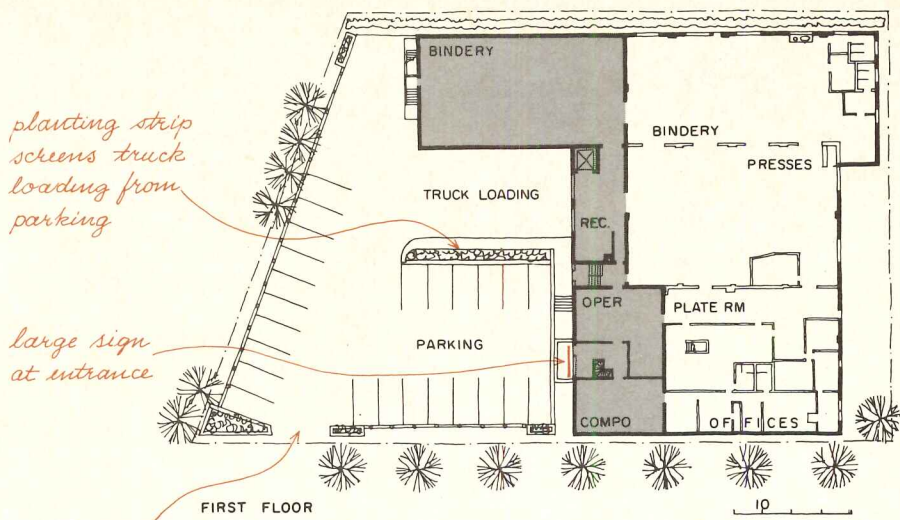 BINDERY
planting strip
screens truck
loading from
parking
BINDERY
PRESSES
TRUCK LOADING
REC.
OPER
PLATE RM
large sign
at entrance
PARKING
COMPO
OFFICES
FIRST FLOOR
10